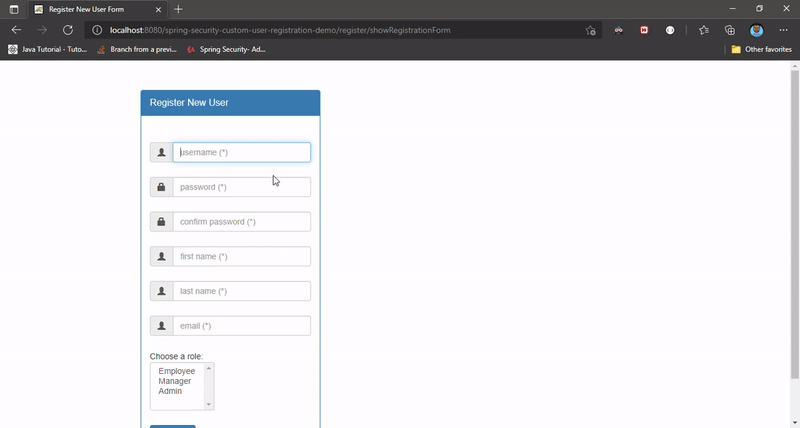 Register New User Form
localhost:8080/spring-security-custom-user-registration-demo/register/showRegistrationForm
Java Tutorial - Tuto...
Branch from a previ...
Spring Security- Ad...
Other favorites
Register New User
username (*)
password (*)
confirm password (*)
first name (*)
last name (*)
email (*)
Choose a role:
Employee
Manager
Admin